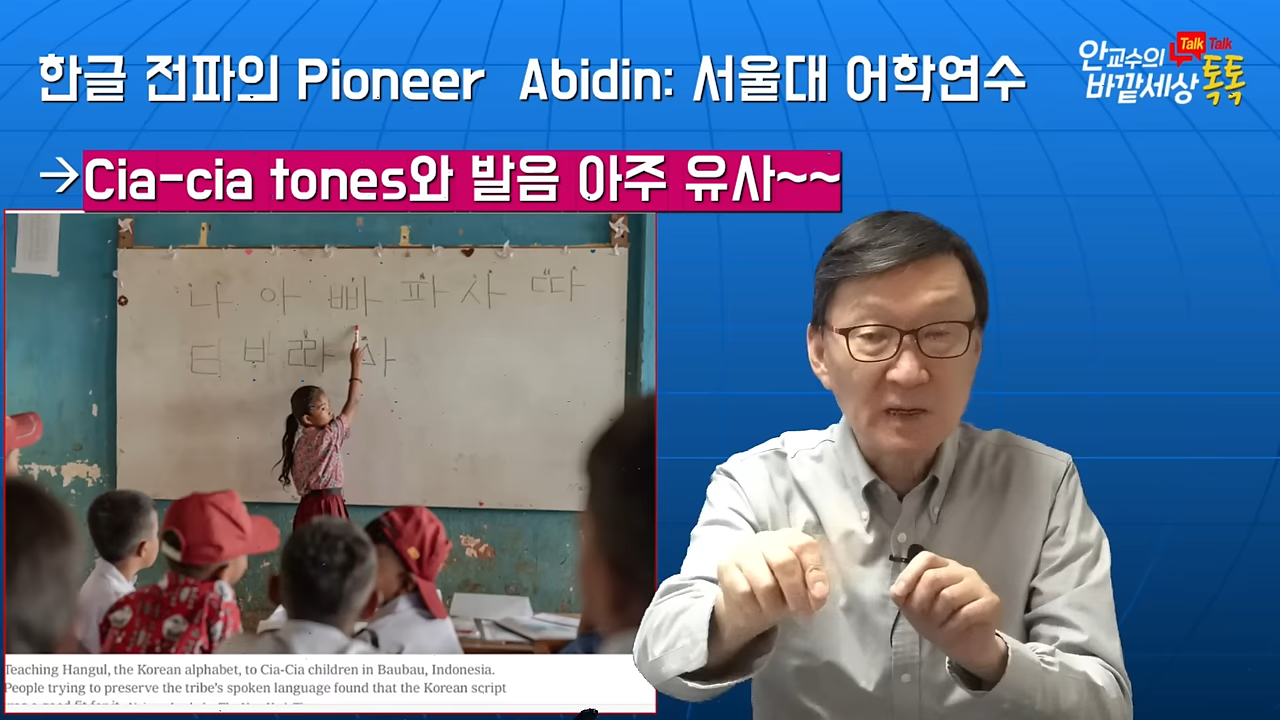 한글 전파의 Pioneer Abidin: 서울대 어학연수
안교수의
바깥세상
Talk Talk
톡톡
→Cia-cia tones와 발음 아주 유사~~
나 아 빠 파 사 따
타 바 까
Teaching Hangul, the Korean alphabet, to Cia-Cia children in Baubau, Indonesia.
People trying to preserve the tribe's spoken language found that the Korean script